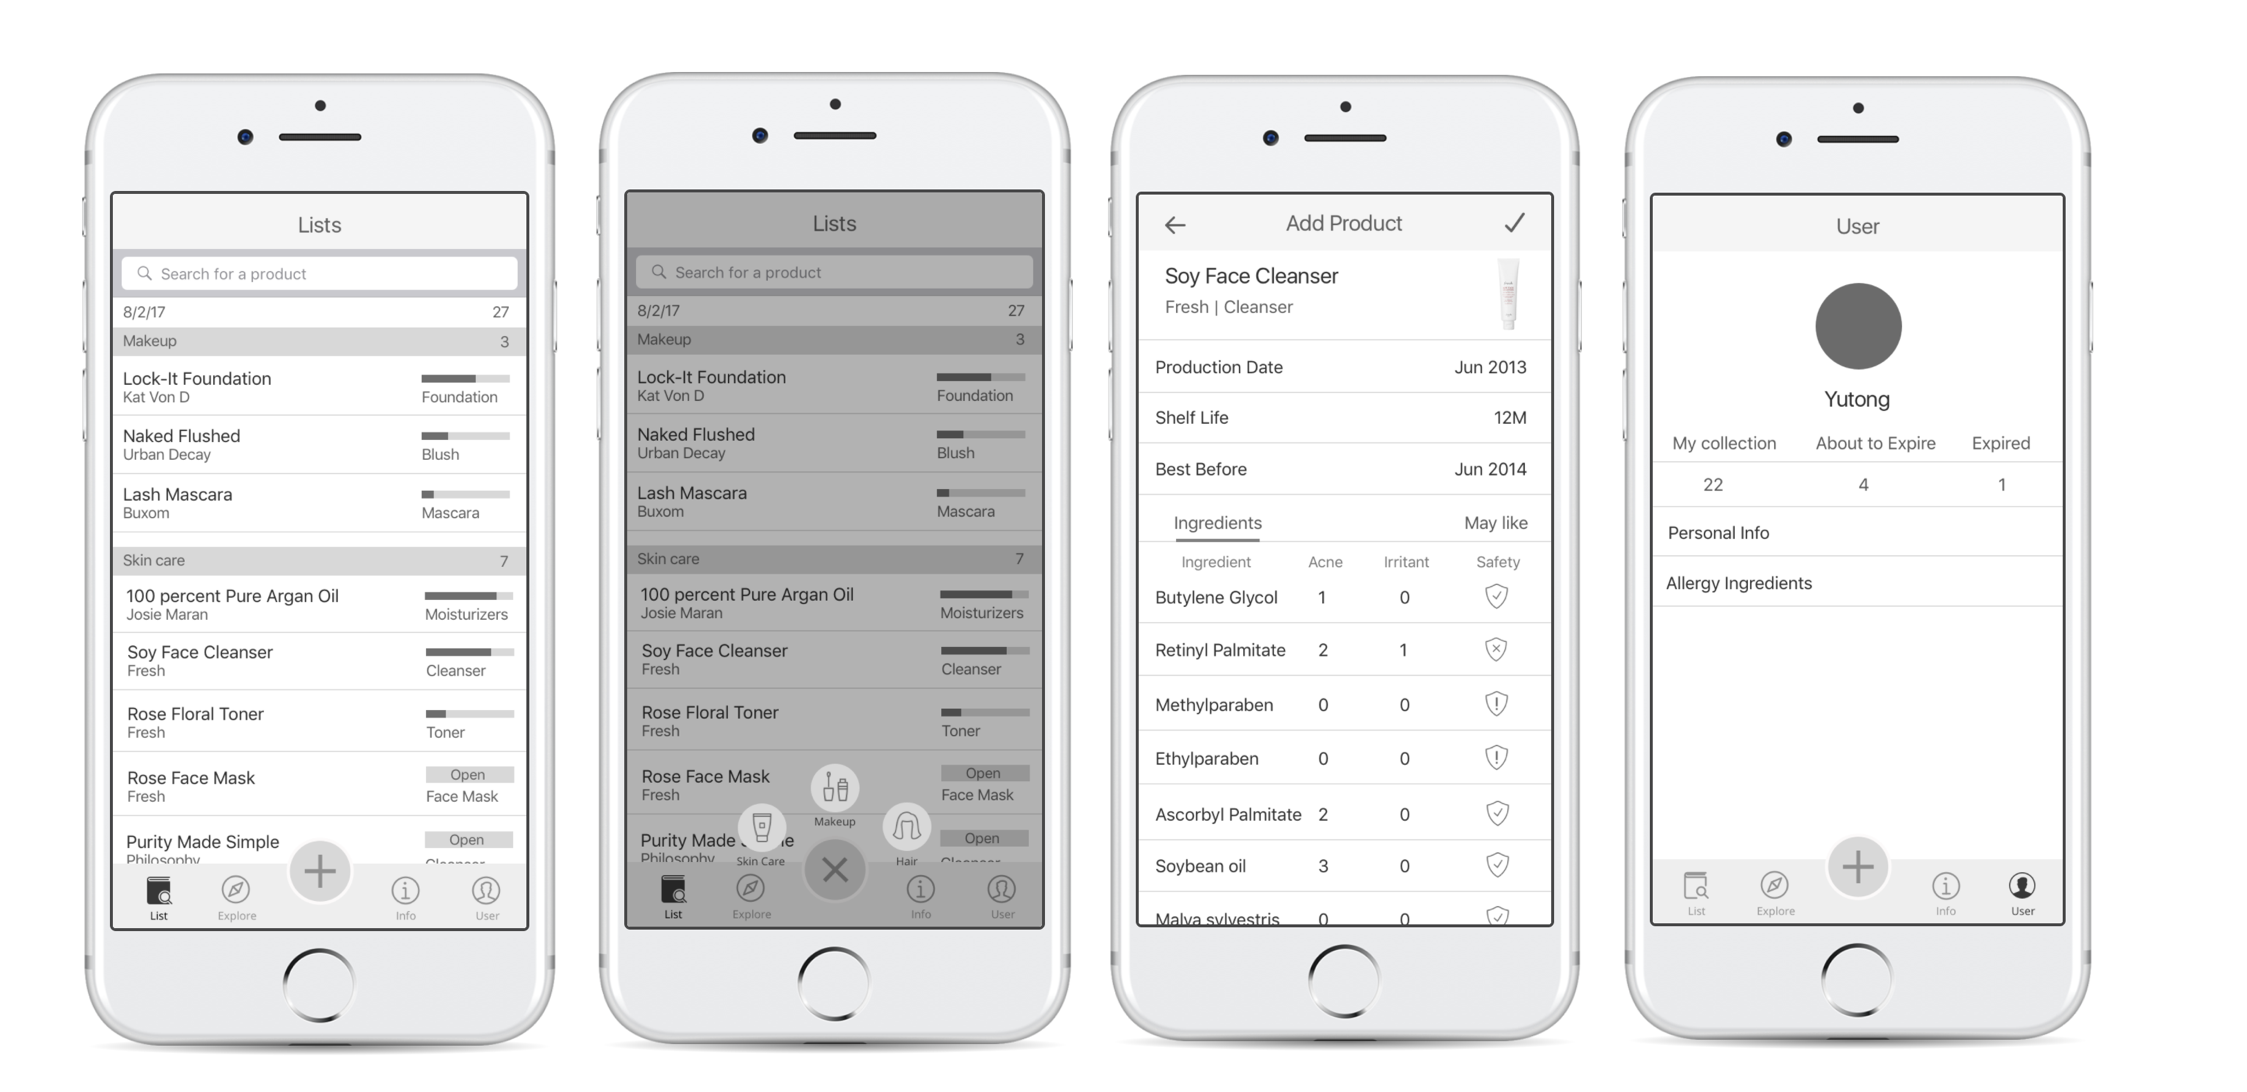 Lists
Search for a product
8/2/17 27
Makeup 3
Lock-It Foundation
Kat Von D Foundation
Naked Flushed
Urban Decay Blush
Lash Mascara
Buxom Mascara
Skin care 7
100 percent Pure Argan Oil
Josie Maran Moisturizers
Soy Face Cleanser
Fresh Cleanser
Rose Floral Toner
Fresh Toner
Rose Face Mask Open
Fresh Face Mask
Purity Made Simple Open
Philosophy Cleanser
List Explore Info User
Lists
Search for a product
8/2/17 27
Makeup 3
Lock-It Foundation
Kat Von D Foundation
Naked Flushed
Urban Decay Blush
Lash Mascara
Buxom Mascara
Skin care 7
100 percent Pure Argan Oil
Josie Maran Moisturizers
Soy Face Cleanser
Fresh Cleanser
Rose Floral Toner
Fresh Toner
Rose Face Mask Open
Fresh Face Mask
Makeup
Purity Made Open
Philosophy Skin Care Hair Cleanser
List Explore Info User
Add Product
Soy Face Cleanser
Fresh | Cleanser
Production Date Jun 2013
Shelf Life 12M
Best Before Jun 2014
Ingredients May like
Ingredient Acne Irritant Safety
Butylene Glycol 1 0
Retinyl Palmitate 2 1
Methylparaben 0 0
Ethylparaben 0 0
Ascorbyl Palmitate 2 0
Soybean oil 3 0
Malva sylvestris 0 0
User
Yutong
My collection About to Expire Expired
22 4 1
Personal Info
Allergy Ingredients
List Explore Info User